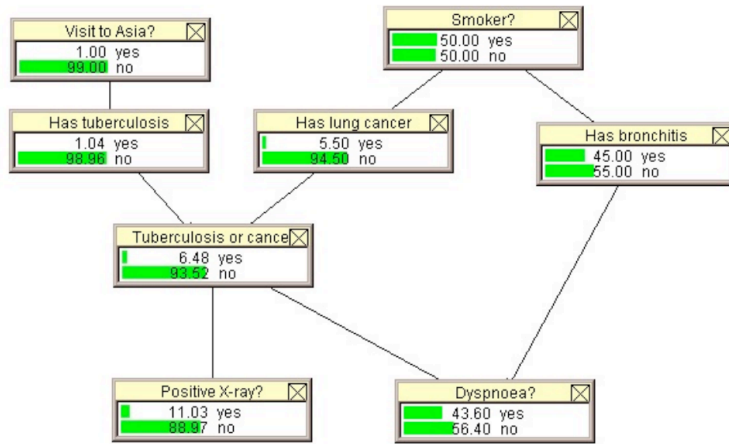 Visit to Asia?
1.00 yes
99.00 no
Smoker?
50.00 yes
50.00 no
Has tuberculosis
1.04 yes
98.96 no
Has lung cancer
5.50 yes
94.50 no
Has bronchitis
45.00 yes
55.00 no
Tuberculosis or cance
6.48 yes
93.52 no
Positive X-ray?
11.03 yes
88.97 no
Dyspnoea?
43.60 yes
56.40 no